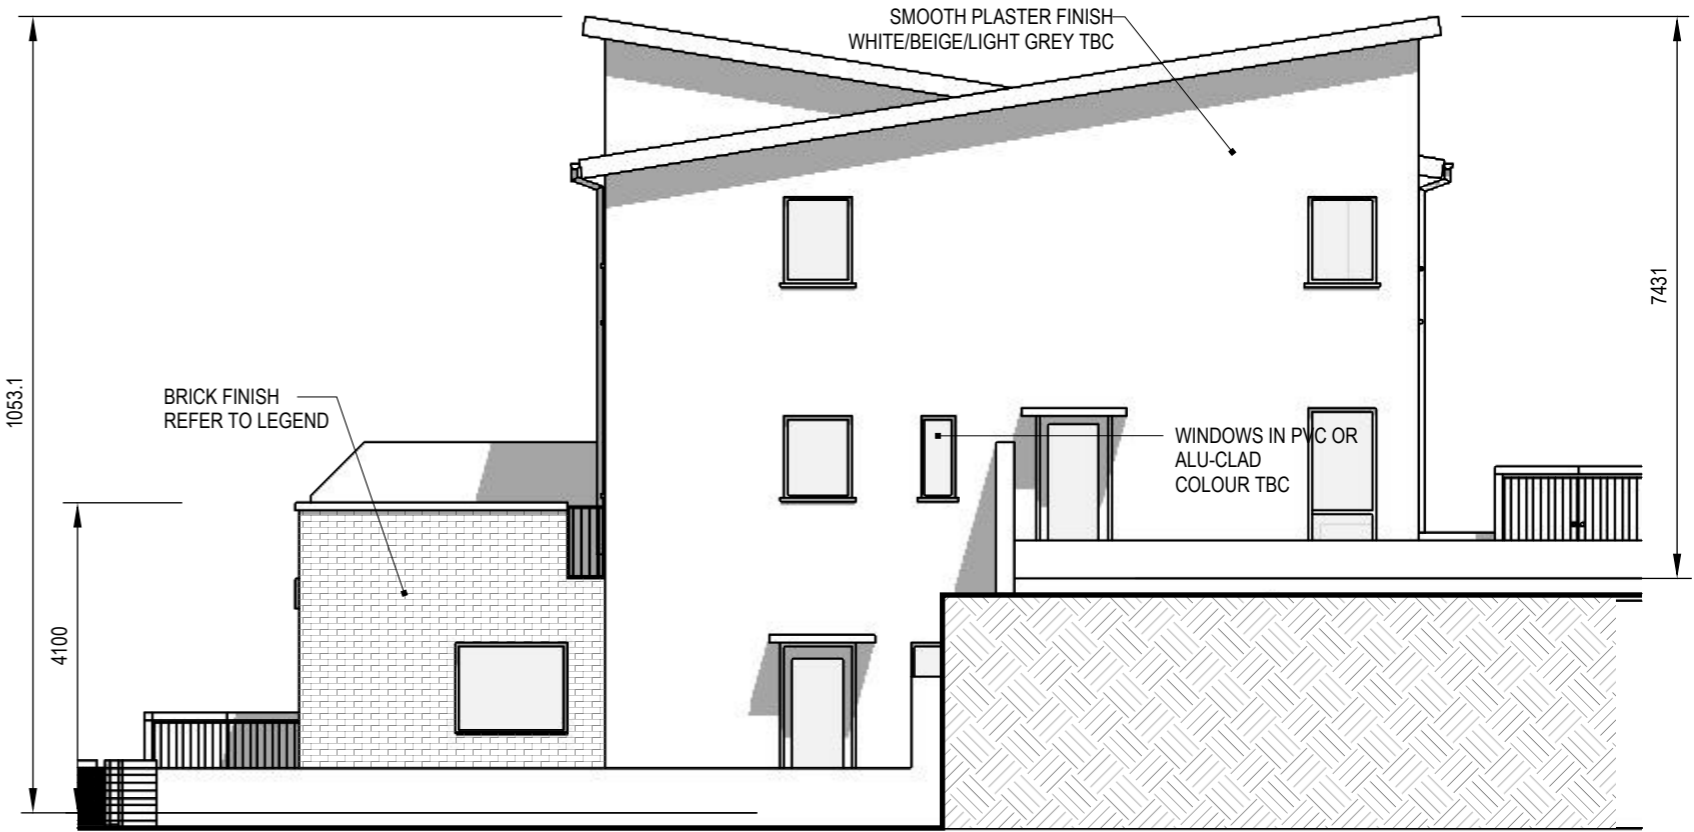 SMOOTH PLASTER FINISH
WHITE/BEIGE/LIGHT GREY TBC
7431
1053.1
BRICK FINISH
REFER TO LEGEND
WINDOWS IN PVC OR
ALU-CLAD
COLOUR TBC
4100